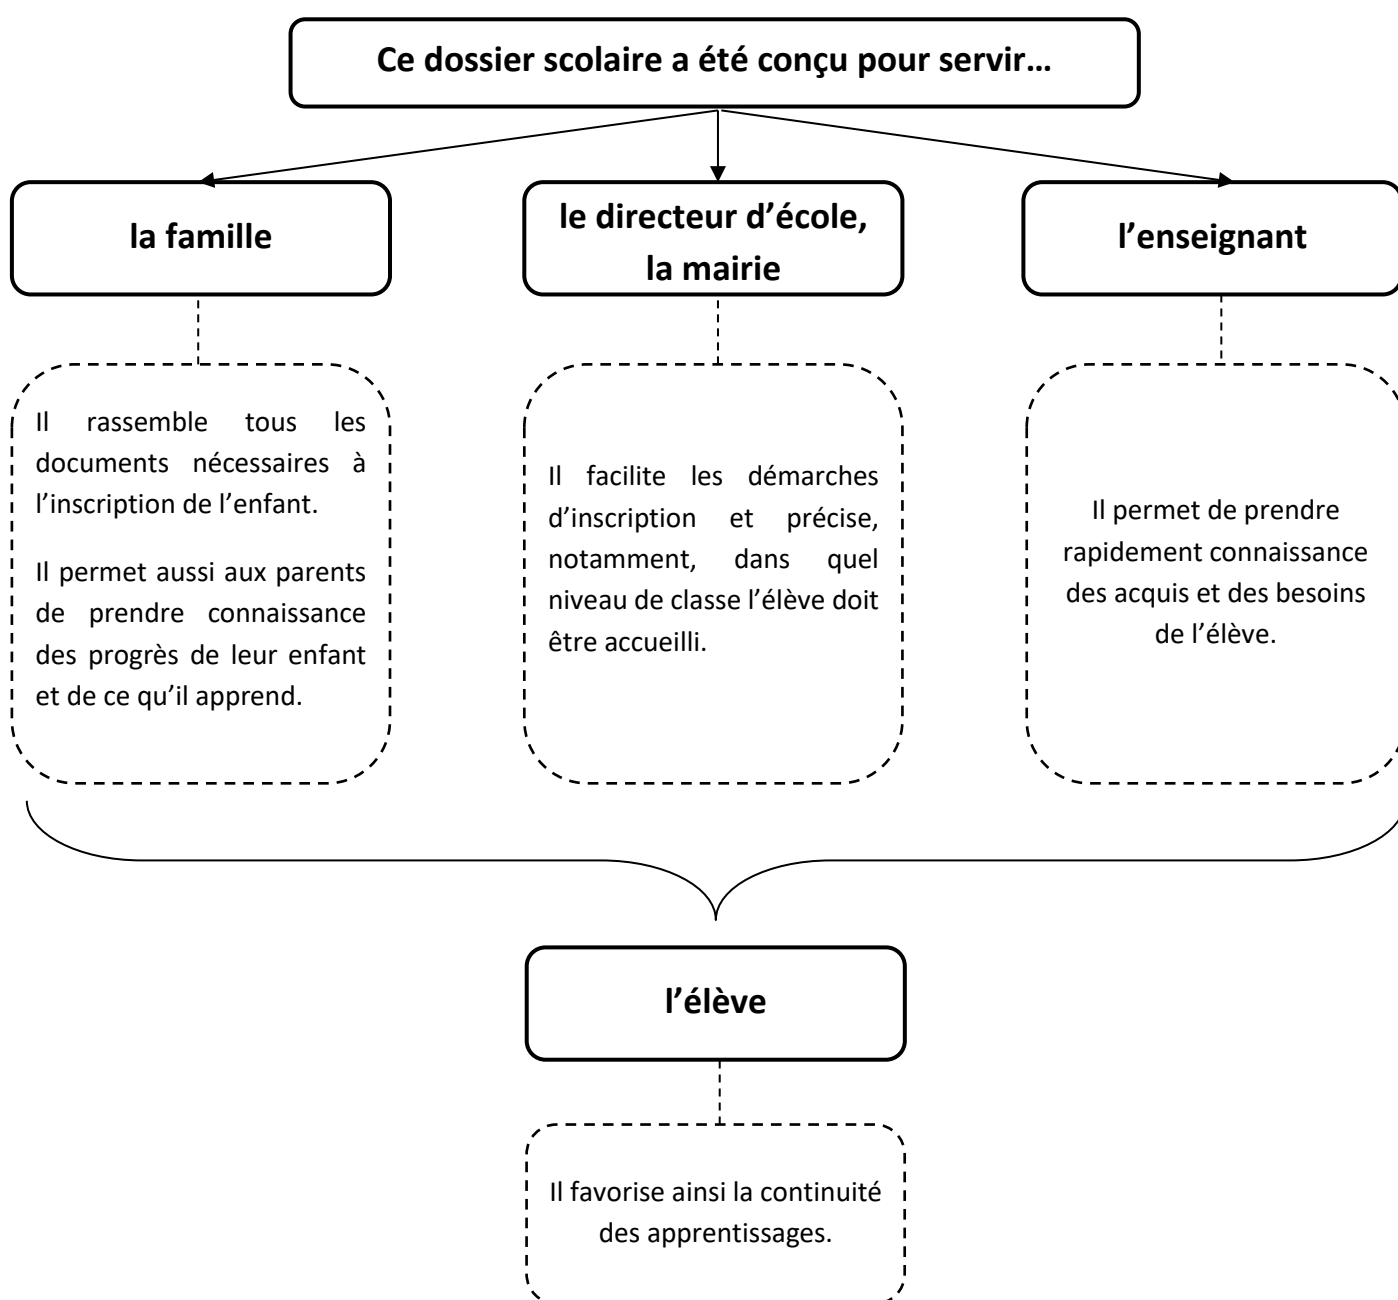 Ce dossier scolaire a été conçu pour servir…
la famille
Il rassemble tous les
documents nécessaires à
l’inscription de l’enfant.
Il permet aussi aux parents
de prendre connaissance
des progrès de leur enfant
et de ce qu’il apprend.
le directeur d’école,
la mairie
Il facilite les démarches
d’inscription et précise,
notamment, dans quel
niveau de classe l’élève doit
être accueilli.
l’enseignant
Il permet de prendre
rapidement connaissance
des acquis et des besoins
de l’élève.
l’élève
Il favorise ainsi la continuité
des apprentissages.